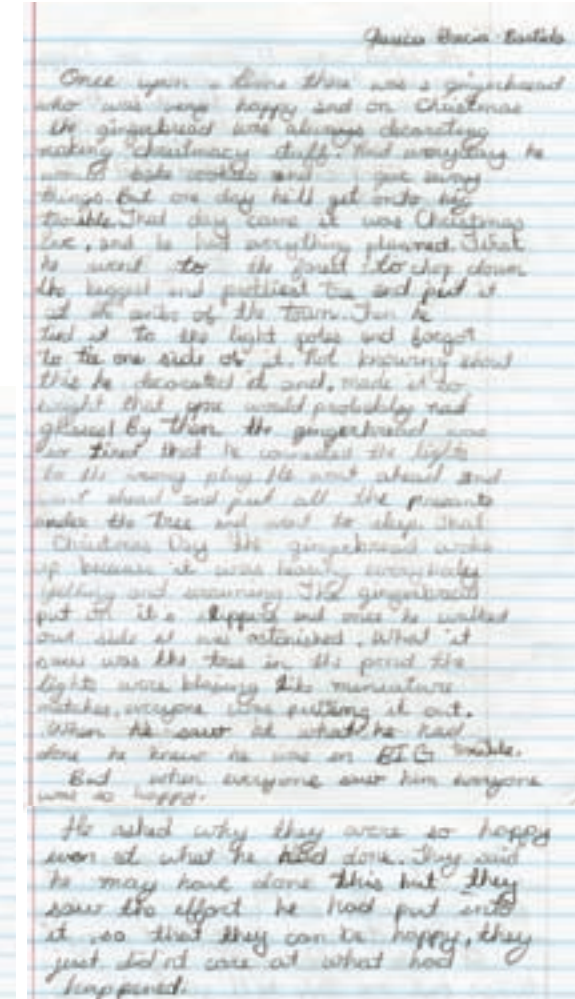 Once upon a time there was a gingerbread
who was very happy and on Christmas
the gingerbread was always decorating
making christmacy stuff. And everyday he
would bake cookies and give away
things. But one day he'll get onto big
trouble. That day came it was Christmas
Eve, and he had everything planned. First
he went to the forest to chop down
the biggest and prettiest tree and put it
at the of the town. Then he
tied it to the light poles and forgot
to tie one side of it. Not knowing
this he decorated it and, made it so
that you would probably need
glasses! By then the gingerbread was
so tired that he connected the lights
to the wrong plug. He went ahead and
went ahead and put all the presents
under the tree and went to sleep. That
Christmas Day the gingerbread woke
up because it was hearing everybody
yelling and screaming. The gingerbread
put on it's slippers and once he walked
out side it was astonished. What it
saw was the tree in the pond the
lights were blazing like miniature
matches, everyone was putting it out.
When he saw what he had
done he knew he was in BIG trouble.
But when everyone saw him everyone
was so happy.
He asked why they were so happy
even at what he had done. They said
he may have done this but they
saw the effort he had put into
it, so that they can be happy, they
just did'nt care at what had
happened.